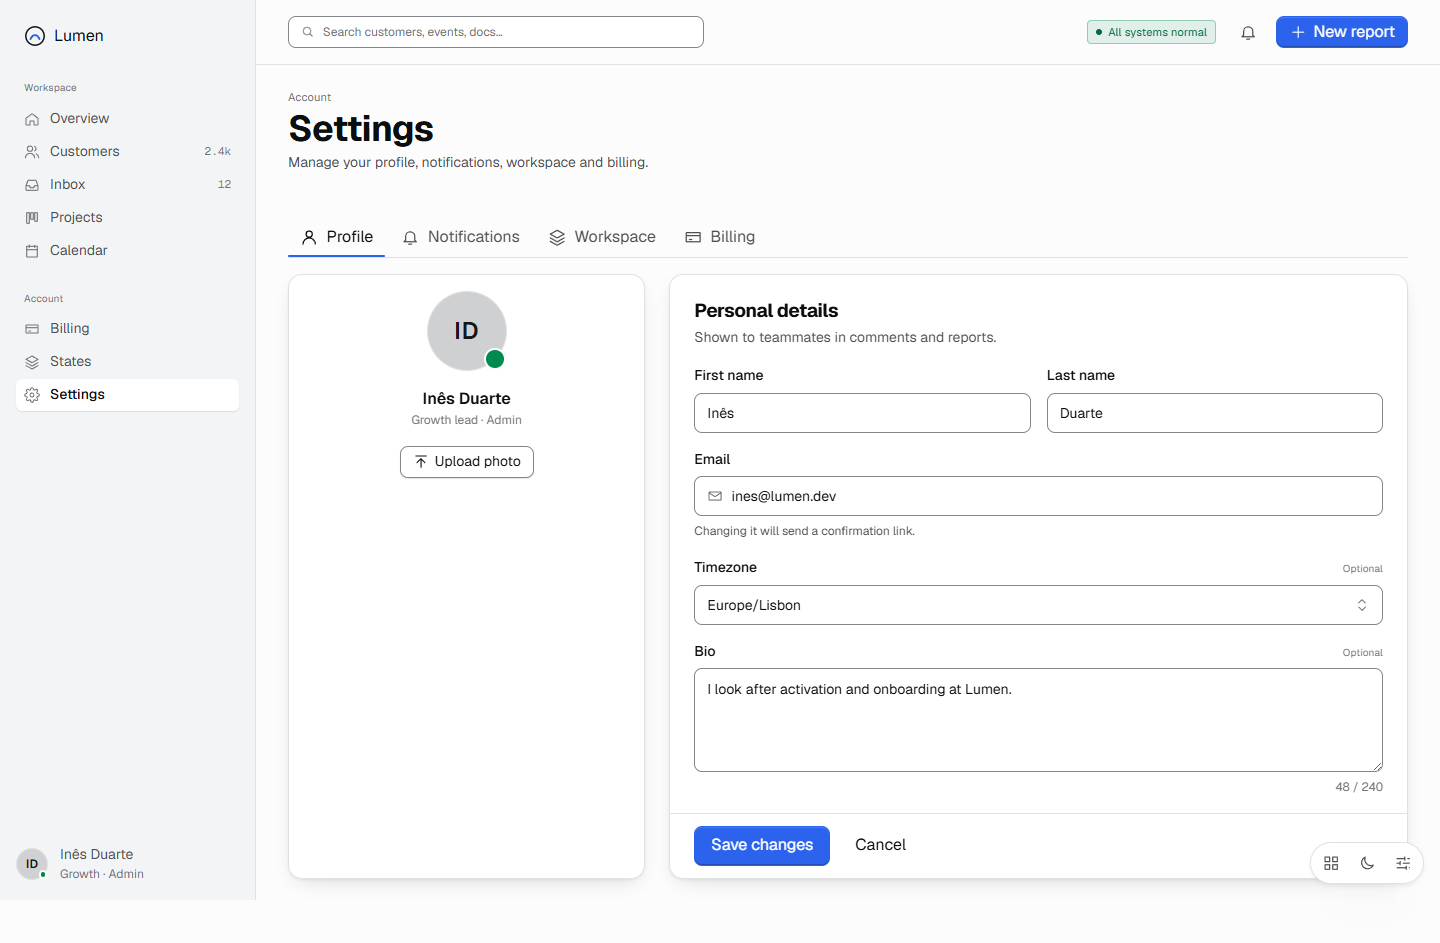 Lumen
Workspace
Overview
Customers 2.4k
Inbox 12
Projects
Calendar
Account
Billing
States
Settings
ID
Inês Duarte
Growth · Admin
Search customers, events, docs...
All systems normal
New report
Account
Settings
Manage your profile, notifications, workspace and billing.
Profile Notifications Workspace Billing
ID
Inês Duarte
Growth lead · Admin
Upload photo
Personal details
Shown to teammates in comments and reports.
First name Last name
Inês Duarte
Email
ines@lumen.dev
Changing it will send a confirmation link.
Timezone Optional
Europe/Lisbon
Bio Optional
I look after activation and onboarding at Lumen.
48 / 240
Save changes Cancel